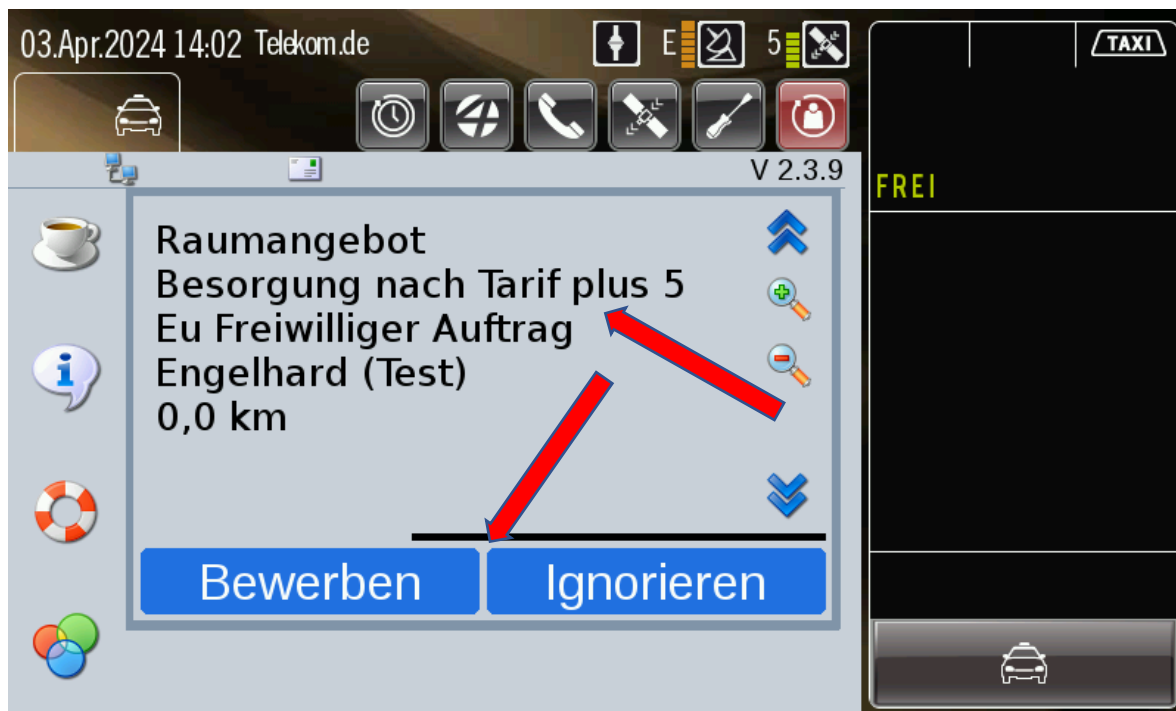 03.Apr.2024 14:02 Telekom.de E 5 TAXI
V 2.3.9
FREI
Raumangebot
Besorgung nach Tarif plus 5
Eu Freiwilliger Auftrag
Engelhard (Test)
0,0 km
Bewerben Ignorieren